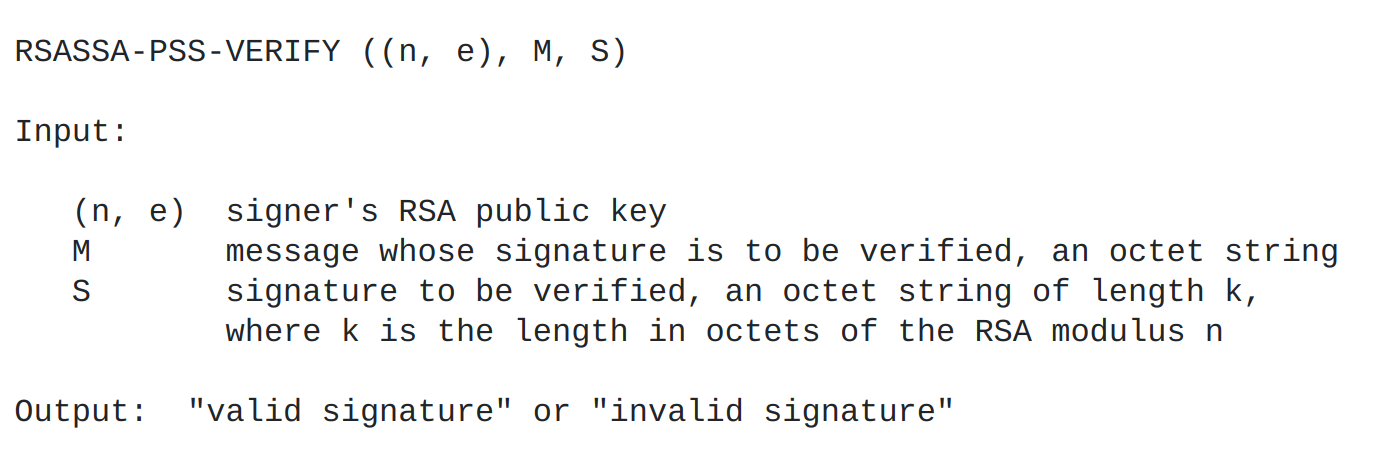 RSASSA-PSS-VERIFY ((n, e), M, S)
Input:
(n, e)  signer's RSA public key
M       message whose signature is to be verified, an octet string
S       signature to be verified, an octet string of length k,
where k is the length in octets of the RSA modulus n
Output:  "valid signature" or "invalid signature"